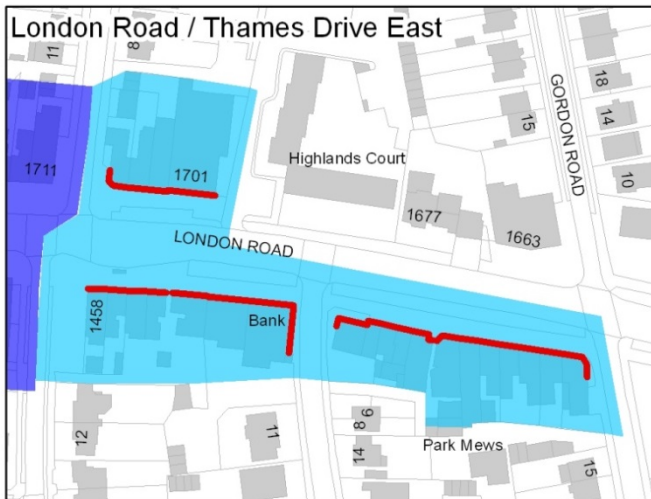 London Road / Thames Drive East
11
8
18
14
10
15
GORDON ROAD
Highlands Court
1711
1701
1677
1663
LONDON ROAD
1458
Bank
12
11
8 6
14
Park Mews
15